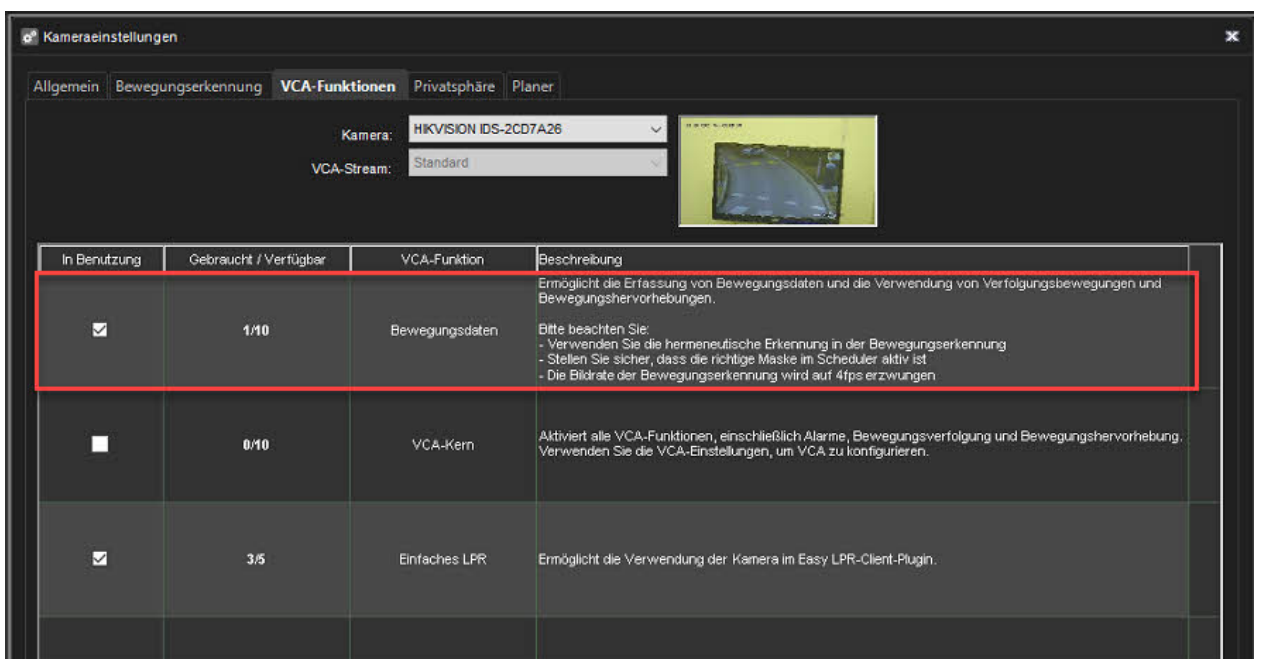 Kameraeinstellungen
Allgemein Bewegungserkennung VCA-Funktionen Privatsphäre Planer
Kamera: HIKVISION IDS-2CD7A26
VCA-Stream: Standard
In Benutzung Gebraucht / Verfügbar VCA-Funktion Beschreibung
Ermöglicht die Erfassung von Bewegungsdaten und die Verwendung von Verfolgungsbewegungen und
Bewegungshervorhebungen.
Bitte beachten Sie:
1/10 Bewegungsdaten
- Verwenden Sie die hermeneutische Erkennung in der Bewegungserkennung
- Stellen Sie sicher, dass die richtige Maske im Scheduler aktiv ist
- Die Bildrate der Bewegungserkennung wird auf 4fps erzwungen
0/10 VCA-Kern
Aktiviert alle VCA-Funktionen, einschließlich Alarme, Bewegungsverfolgung und Bewegungshervorhebung.
Verwenden Sie die VCA-Einstellungen, um VCA zu konfigurieren.
3/5 Einfaches LPR Ermöglicht die Verwendung der Kamera im Easy LPR-Client-Plugin.